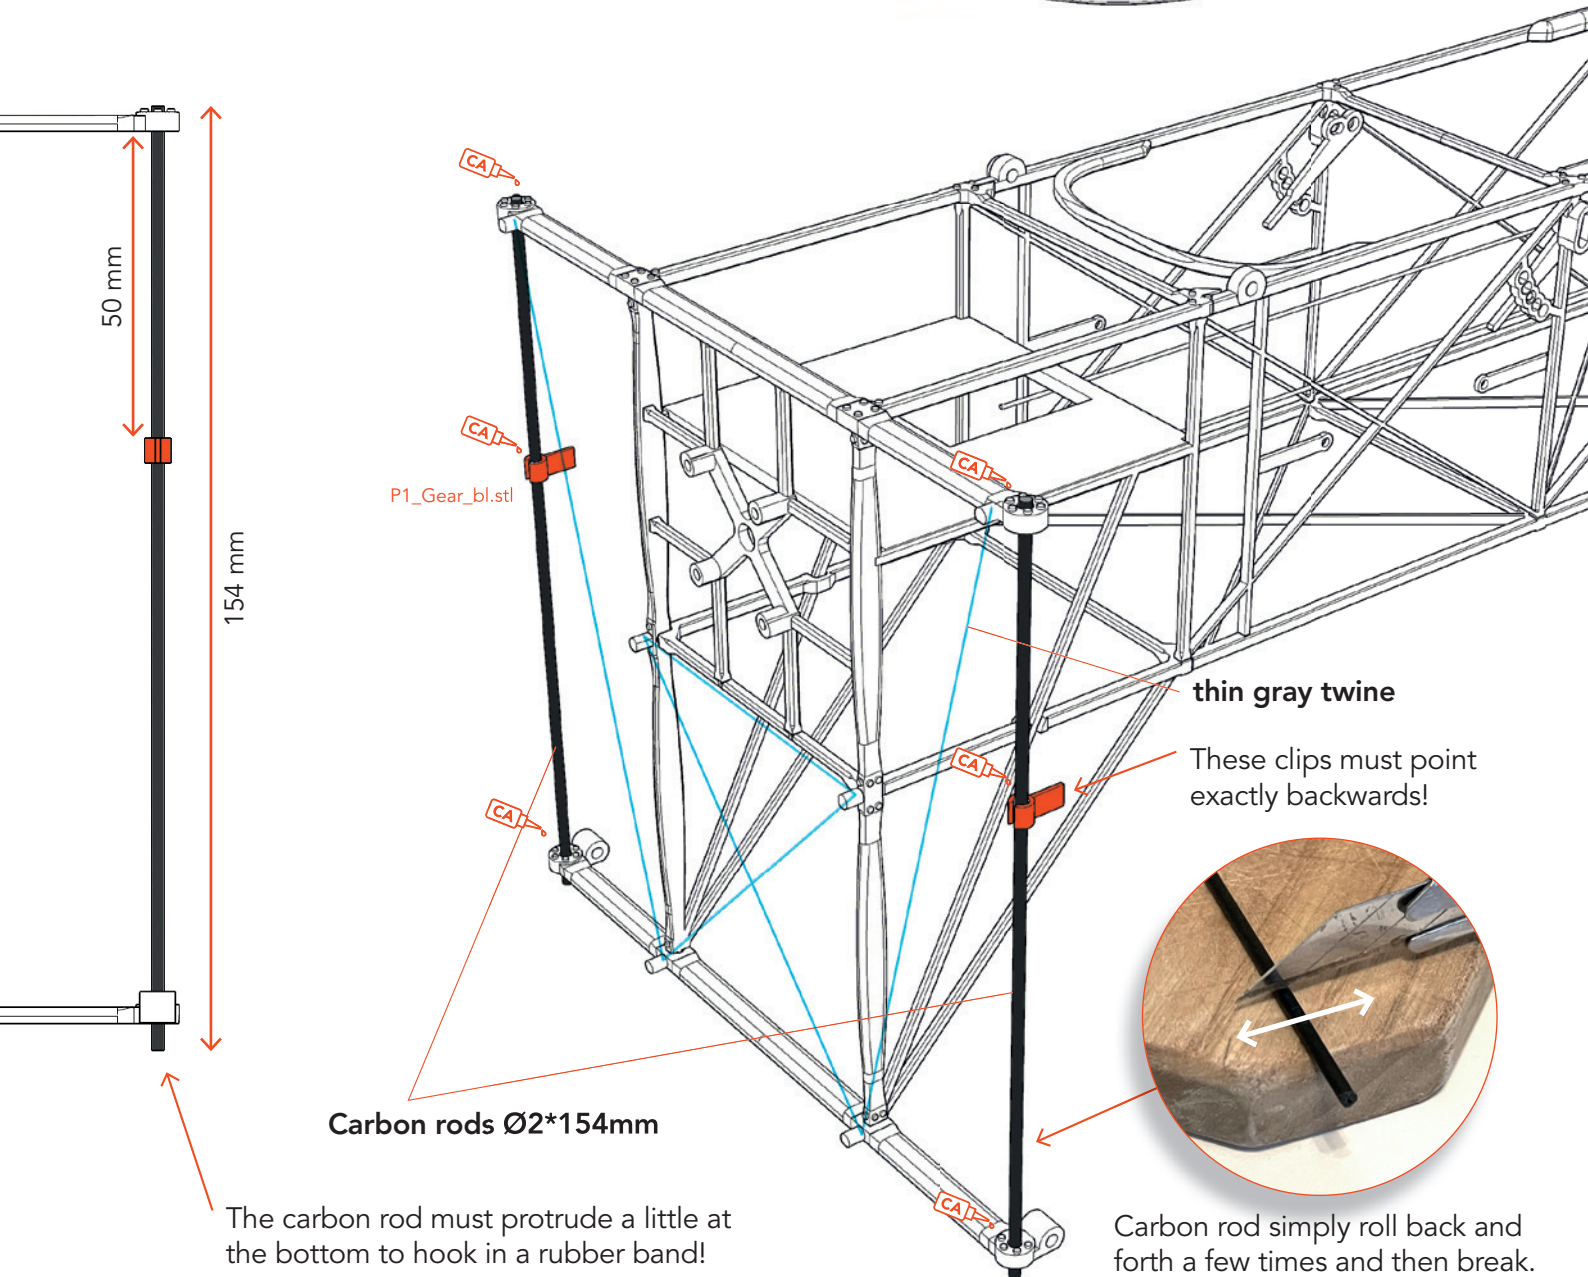 CA
50 mm
CA
P1_Gear_bl.stl
CA
154 mm
thin gray twine
CA
These clips must point
exactly backwards!
CA
Carbon rods Ø2*154mm
CA
The carbon rod must protrude a little at
the bottom to hook in a rubber band!
Carbon rod simply roll back and
forth a few times and then break.